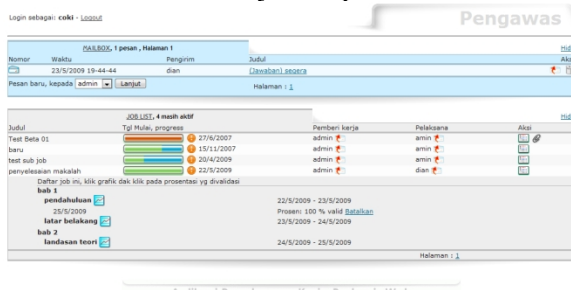 Login sebagai: coki - Logout
Pengawas
MAILBOX, 1 pesan , Halaman 1
Hid
Nomor Waktu Pengirim Judul Aks
23/5/2009 19-44-44 dian (Jawaban) segera
Pesan baru, kepada admin Lanjut Halaman : 1
JOB LIST, 4 masih aktif
Hid
Judul Tgl Mulai, progress Pemberi kerja Pelaksana Aksi
Test Beta 01 27/6/2007 admin amin
baru 15/11/2007 admin amin
test sub job 20/4/2009 admin amin
penyelesaian makalah 22/5/2009 admin dian
Daftar job ini, klik grafik dak klik pada prosentasi yg divalidasi
bab 1
pendahuluan 22/5/2009 - 23/5/2009
25/5/2009 Prosen: 100 % valid Batalkan
latar belakang 23/5/2009 - 24/5/2009
bab 2
landasan teori 24/5/2009 - 25/5/2009
Halaman : 1